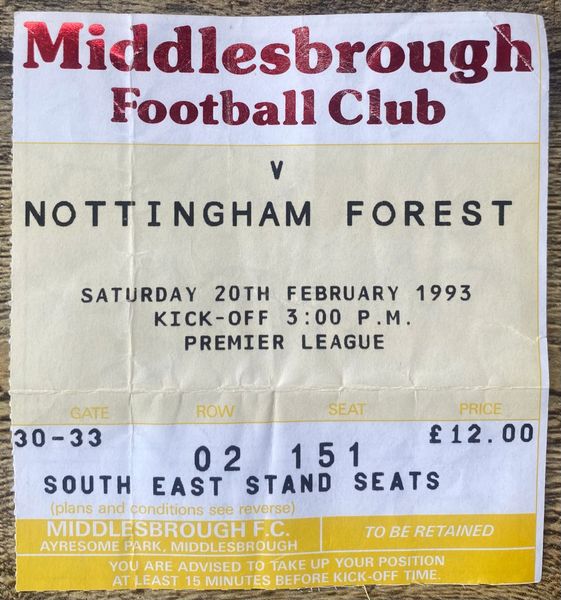 Middlesbrough
Football Club
V
NOTTINGHAM FOREST
SATURDAY 20TH FEBRUARY 1993
KICK-OFF 3:00 P.M.
PREMIER LEAGUE
GATE ROW SEAT PRICE
30-33 02 151 £12.00
SOUTH EAST STAND SEATS
(plans and conditions see reverse)
MIDDLESBROUGH F.C. TO BE RETAINED
AYRESOME PARK, MIDDLESBROUGH
YOU ARE ADVISED TO TAKE UP YOUR POSITION
AT LEAST 15 MINUTES BEFORE KICK-OFF TIME.